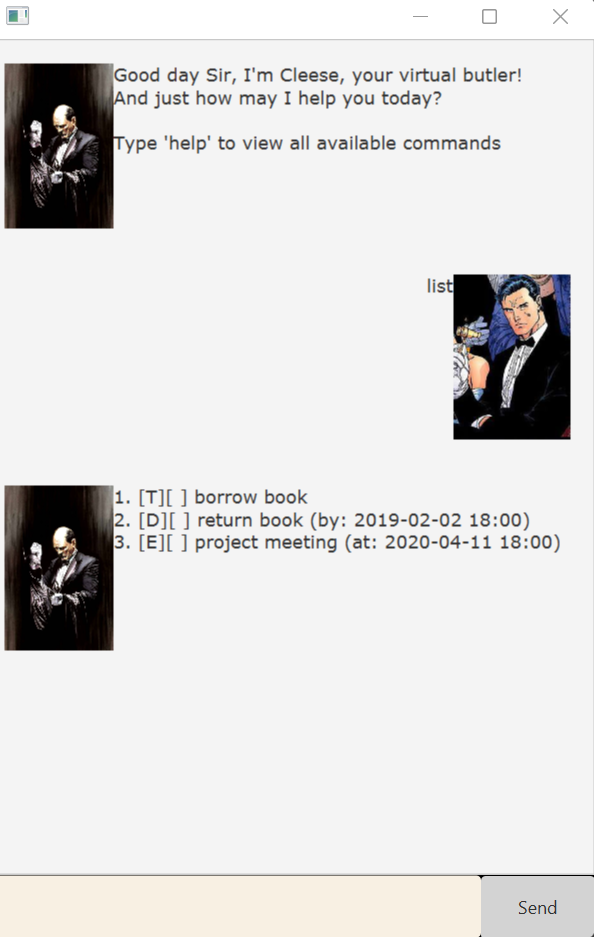 Good day Sir, I'm Cleese, your virtual butler!
And just how may I help you today?
Type 'help' to view all available commands
list
1. [T][ ] borrow book
2. [D][ ] return book (by: 2019-02-02 18:00)
3. [E][ ] project meeting (at: 2020-04-11 18:00)
Send